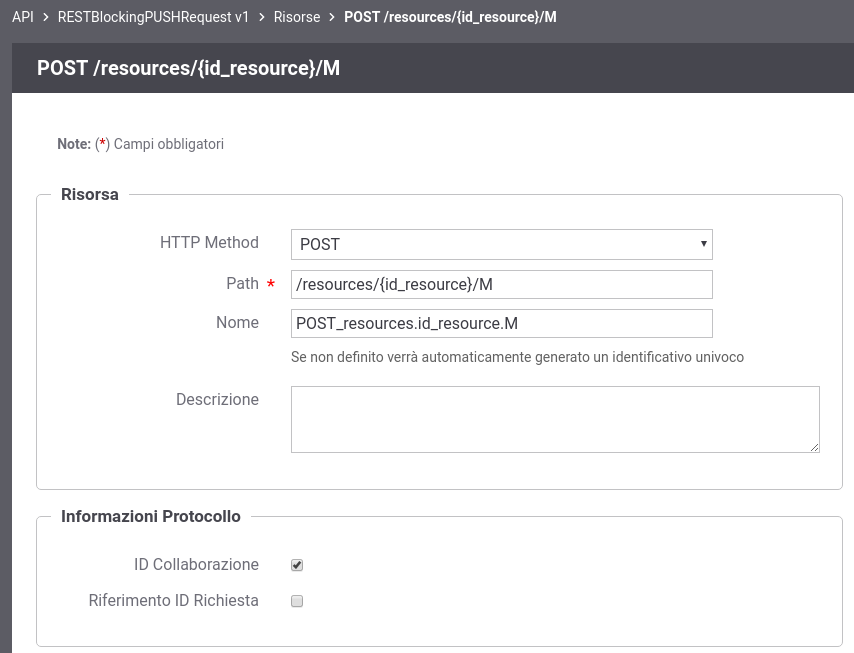 API > RESTBlockingPUSHRequest v1 > Risorse > POST /resources/{id_resource}/M
POST /resources/{id_resource}/M
Note: (*) Campi obbligatori
Risorsa
HTTP Method POST
Path * /resources/{id_resource}/M
Nome POST_resources.id_resource.M
Se non definito verrà automaticamente generato un identificativo univoco
Descrizione
Informazioni Protocollo
ID Collaborazione
Riferimento ID Richiesta